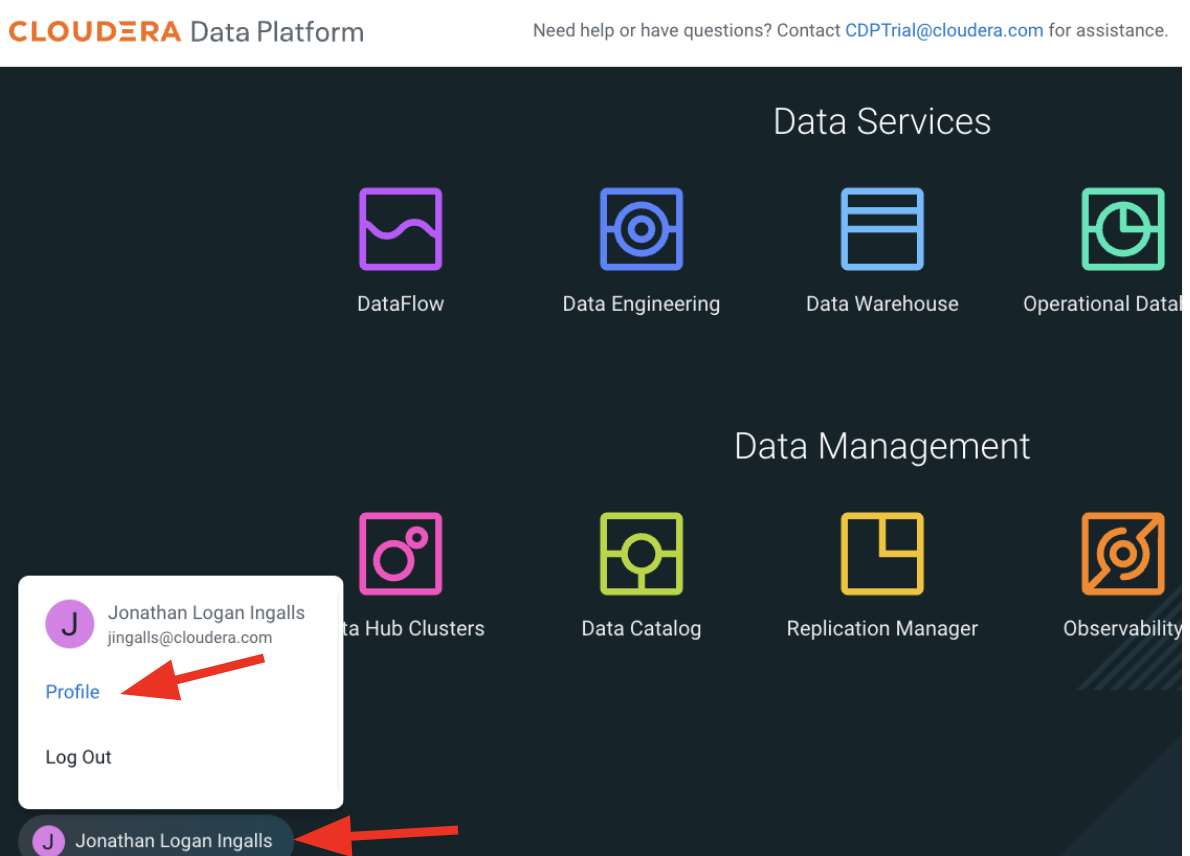 CLOUDERA Data Platform
Need help or have questions? Contact CDPTrial@cloudera.com for assistance.
Data Services
DataFlow
Data Engineering
Data Warehouse
Operational Datal
Data Management
ta Hub Clusters
Data Catalog
Replication Manager
Observability
J
Jonathan Logan Ingalls
jingalls@cloudera.com
Profile
Log Out
J
Jonathan Logan Ingalls